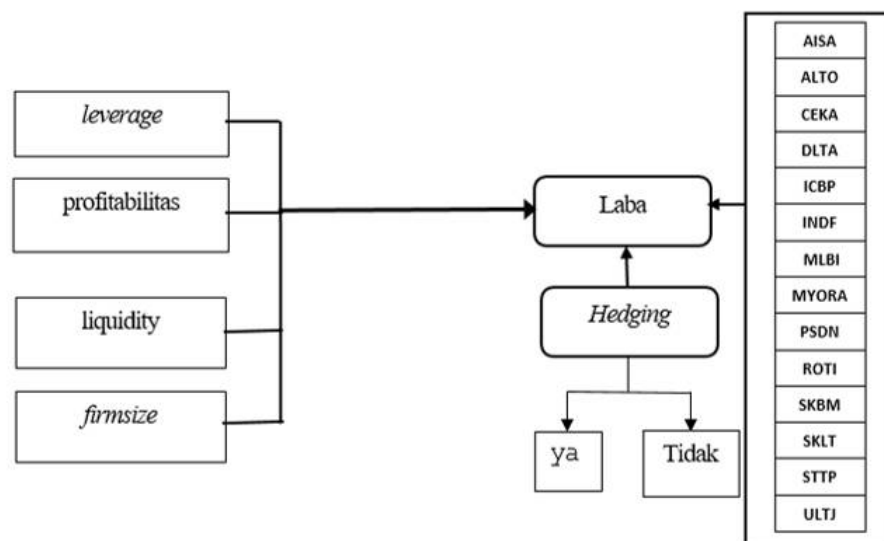 leverage
profitabilitas
liquidity
firmsize
Laba
Hedging
ya
Tidak
AISA
ALTO
CEKA
DLTA
ICBP
INDF
MLBI
MYORA
PSDN
ROTI
SKBM
SKLT
STTP
ULTJ